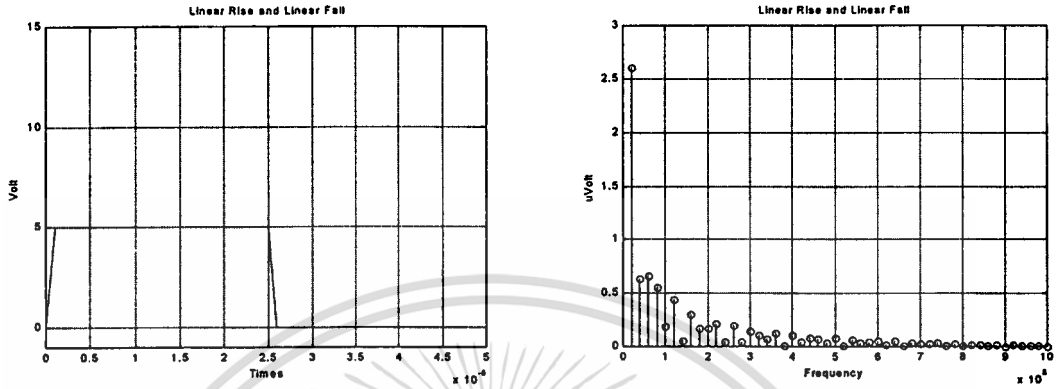 Linear Rise and Linear Fall
15
10
5
0
Volt
0 0.5 1 1.5 2 2.5 3 3.5 4 4.5 5
Times
Linear Rise and Linear Fall
3
2.5
2
1.5
1
0.5
0
uVolt
0 1 2 3 4 5 6 7 8 9 10
Frequency